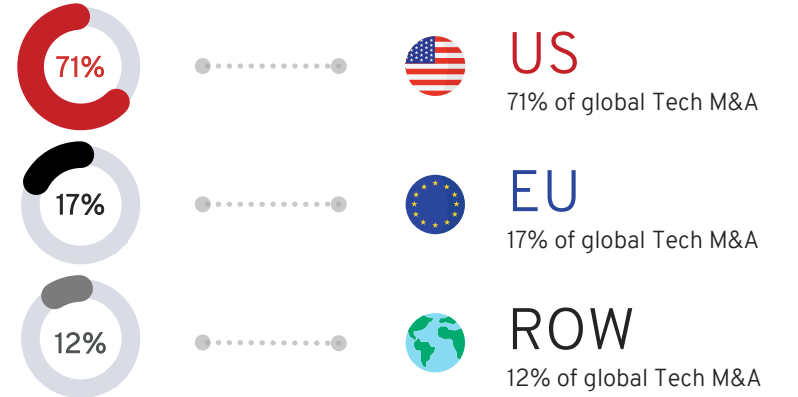 71%
US
71% of global Tech M&A
17%
EU
17% of global Tech M&A
12%
ROW
12% of global Tech M&A